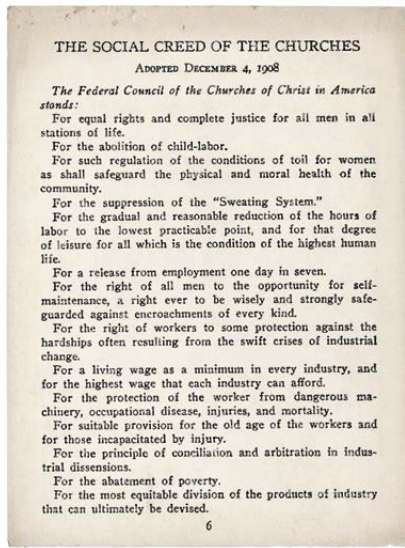 THE SOCIAL CREED OF THE CHURCHES
ADOPTED DECEMBER 4, 1908
The Federal Council of the Churches of Christ in America
stands:
For equal rights and complete justice for all men in all
stations of life.
For the abolition of child-labor.
For such regulation of the conditions of toil for women
as shall safeguard the physical and moral health of the
community.
For the suppression of the "Sweating System."
For the gradual and reasonable reduction of the hours of
labor to the lowest practicable point, and for that degree
of leisure for all which is the condition of the highest human
life.
For a release from employment one day in seven.
For the right of all men to the opportunity for self-
maintenance, a right ever to be wisely and strongly safe-
guarded against encroachments of every kind.
For the right of workers to some protection against the
hardships often resulting from the swift crises of industrial
change.
For a living wage as a minimum in every industry, and
for the highest wage that each industry can afford.
For the protection of the worker from dangerous ma-
chinery, occupational disease, injuries, and mortality.
For suitable provision for the old age of the workers and
for those incapacitated by injury.
For the principle of conciliation and arbitration in indus-
trial dissensions.
For the abatement of poverty.
For the most equitable division of the products of industry
that can ultimately be devised.
6